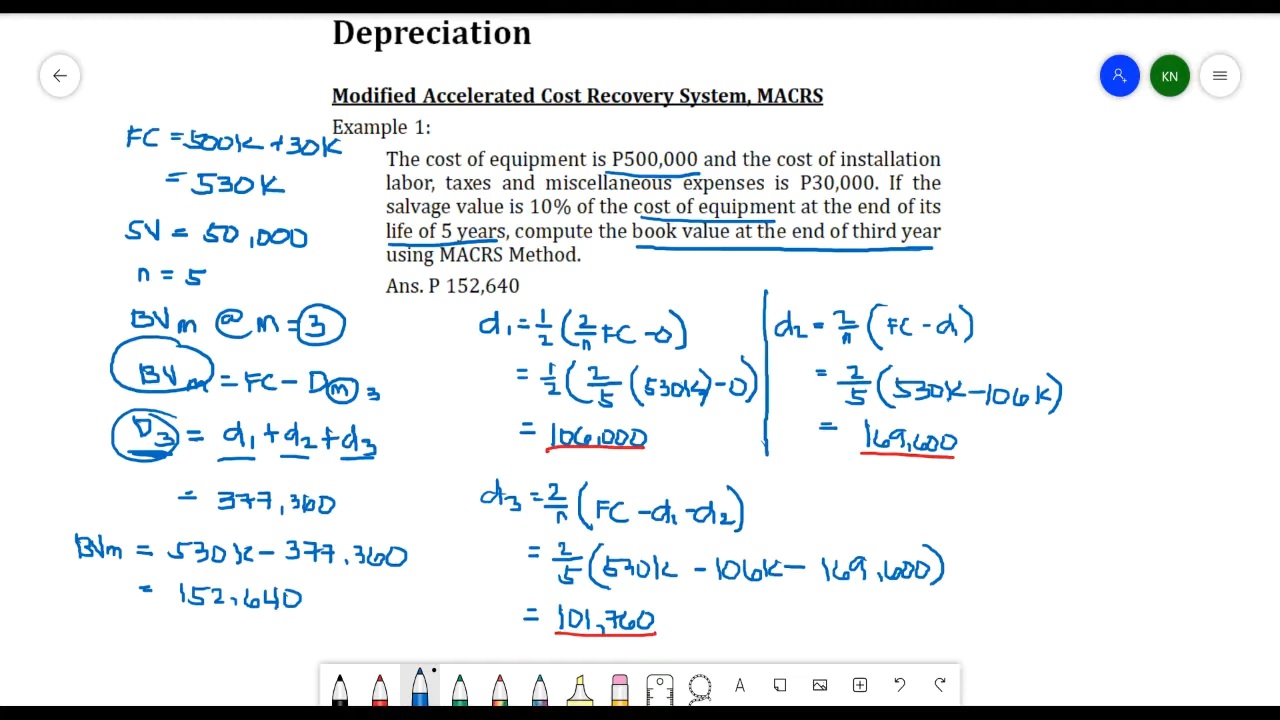 Depreciation
KN
Modified Accelerated Cost Recovery System, MACRS
Example 1:
The cost of equipment is P500,000 and the cost of installation
labor, taxes and miscellaneous expenses is P30,000. If the
salvage value is 10% of the cost of equipment at the end of its
life of 5 years, compute the book value at the end of third year
using MACRS Method.
Ans. P 152,640
FC = 500K + 30K
= 530K
SV = 50,000
n = 5
BVm @ m = 3
BVm = FC - Dm 3
D3 = d1 + d2 + d3
= 377,360
BVm = 530K - 377,360
= 152,640
d1 = 1/2 (2/n FC - 0)
= 1/2 (2/5 (530K) - 0)
= 106,000
d2 = 2/n (FC - d1)
= 2/5 (530K - 106K)
= 169,600
d3 = 2/n (FC - d1 - d2)
= 2/5 (530K - 106K - 169,600)
= 101,760
A